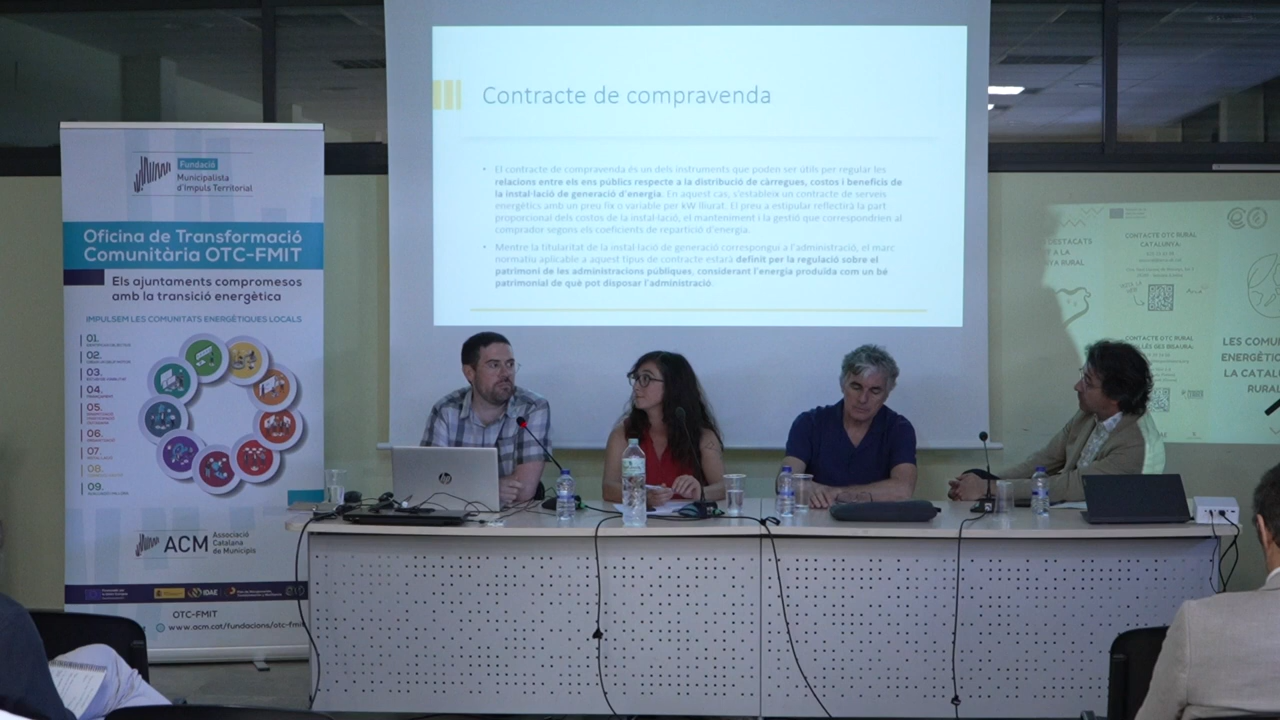 Contracte de compravenda
• El contracte de compravenda és un dels instruments que poden ser útils per regular les
relacions entre els ens públics respecte a la distribució de càrregues, costos i beneficis de
la instal·lació de generació d'energia. En aquest cas, s'estableix un contracte de serveis
energètics amb un preu fix o variable per kW lliurat. El preu a estipular reflectirà la part
proporcional dels costos de la instal·lació, el manteniment i la gestió que correspondrien al
comprador segons els coeficients de repartició d'energia.
• Mentre la titularitat de la instal·lació de generació correspongui a l'administració, el marc
normatiu aplicable a aquest tipus de contracte estarà definit per la regulació sobre el
patrimoni de les administracions públiques, considerant l'energia produïda com un bé
patrimonial de què pot disposar l'administració.
Fundació
Municipalista
d'Impuls Territorial
Oficina de Transformació
Comunitària OTC-FMIT
Els ajuntaments compromesos
amb la transició energètica
IMPULSEM LES COMUNITATS ENERGÈTIQUES LOCALS
01.
02.
03.
04.
05.
06.
07.
08.
09.
ACM
Associació
Catalana
de Municipis
IDAE
OTC-FMIT
www.acm.cat/fundacions/otc-fmit
hp
DESTACATS
A LA
A RURAL
CONTACTE OTC RURAL
CATALUNYA:
CONTACTE OTC RURAL
LES COMUN
ENERGÈTIQ
LA CATALU
RURAL